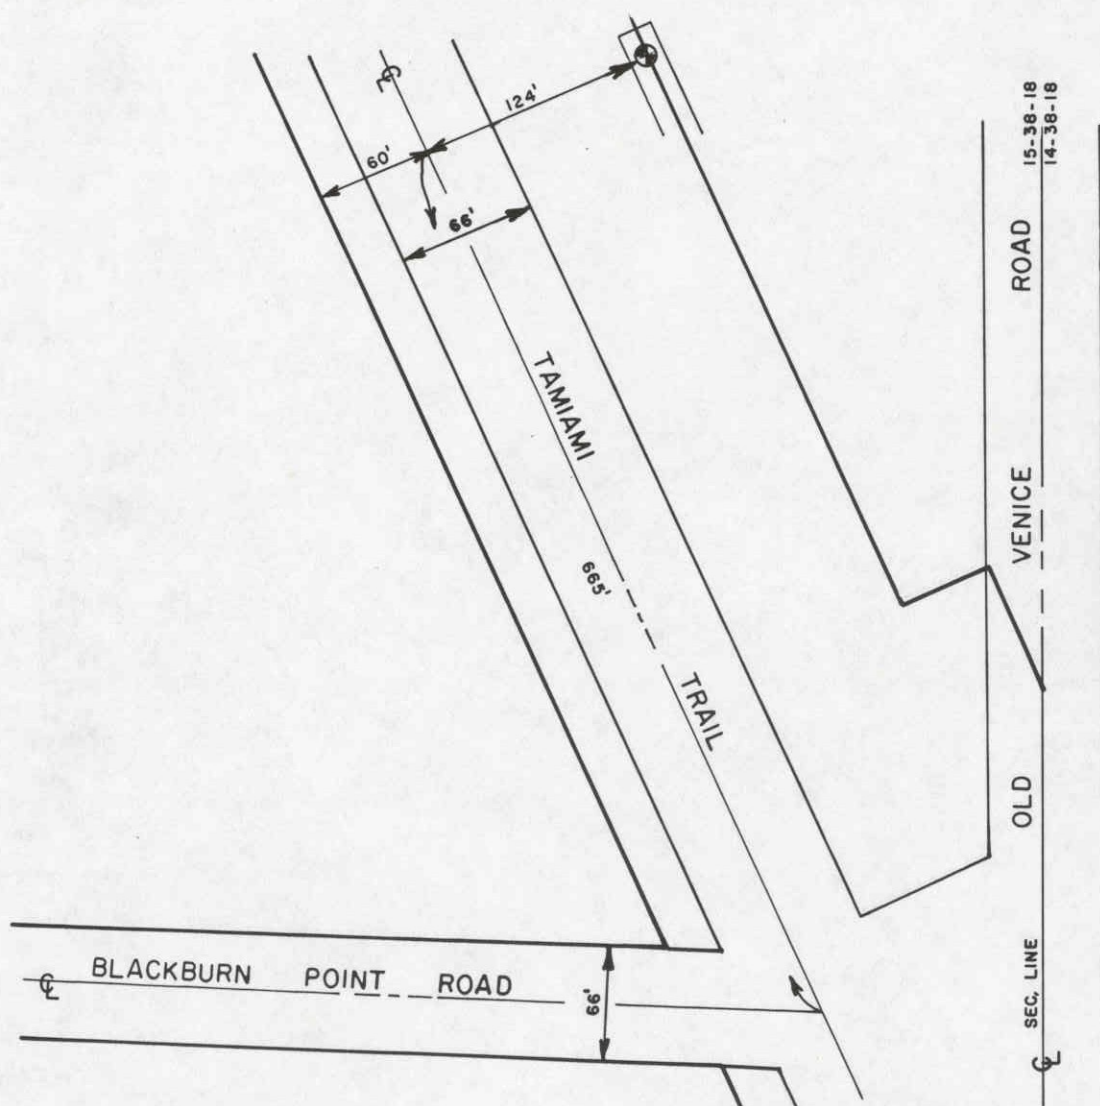 ℄
124'
60'
66'
15-38-18
14-38-18
TAMIAMI TRAIL
665'
OLD VENICE ROAD
℄ BLACKBURN POINT ROAD
66'
℄ SEC. LINE